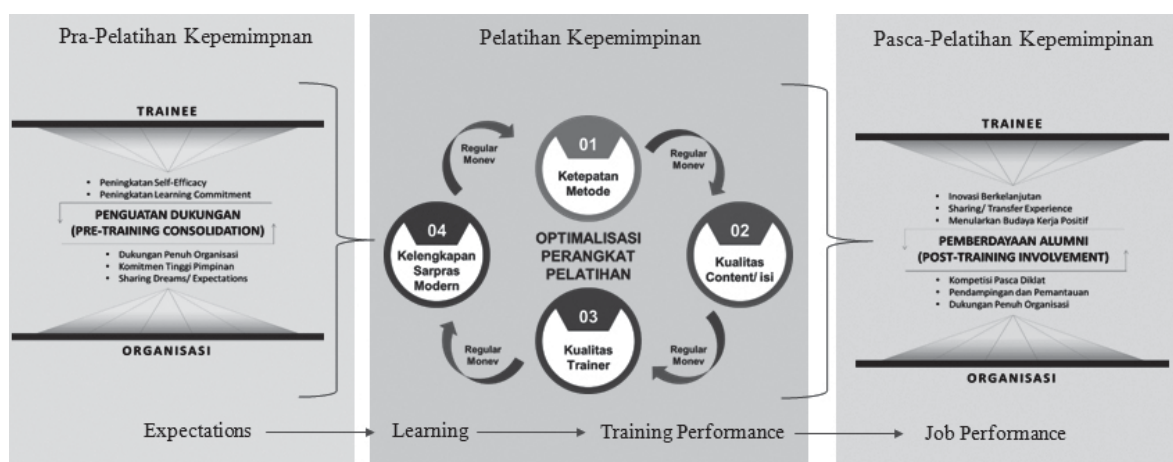 Pra-Pelatihan Kepemimpnan
TRAINEE
Peningkatan Self-Efficacy
Peningkatan Learning Commitment
PENGUATAN DUKUNGAN
(PRE-TRAINING CONSOLIDATION)
Dukungan Penuh Organisasi
Komitmen Tinggi Pimpinan
Sharing Dreams/ Expectations
ORGANISASI
Pelatihan Kepemimpinan
Regular
Monev
01
Ketepatan
Metode
Regular
Monev
04
Kelengkapan
Sarpras
Modern
OPTIMALISASI
PERANGKAT
PELATIHAN
02
Kualitas
Content/ isi
Regular
Monev
03
Kualitas
Trainer
Regular
Monev
Pasca-Pelatihan Kepemimpinan
TRAINEE
Inovasi Berkelanjutan
Sharing/ Transfer Experience
Menularkan Budaya Kerja Positif
PEMBERDAYAAN ALUMNI
(POST-TRAINING INVOLVEMENT)
Kompetisi Pasca Diklat
Pendampingan dan Pemantauan
Dukungan Penuh Organisasi
ORGANISASI
Expectations
Learning
Training Performance
Job Performance